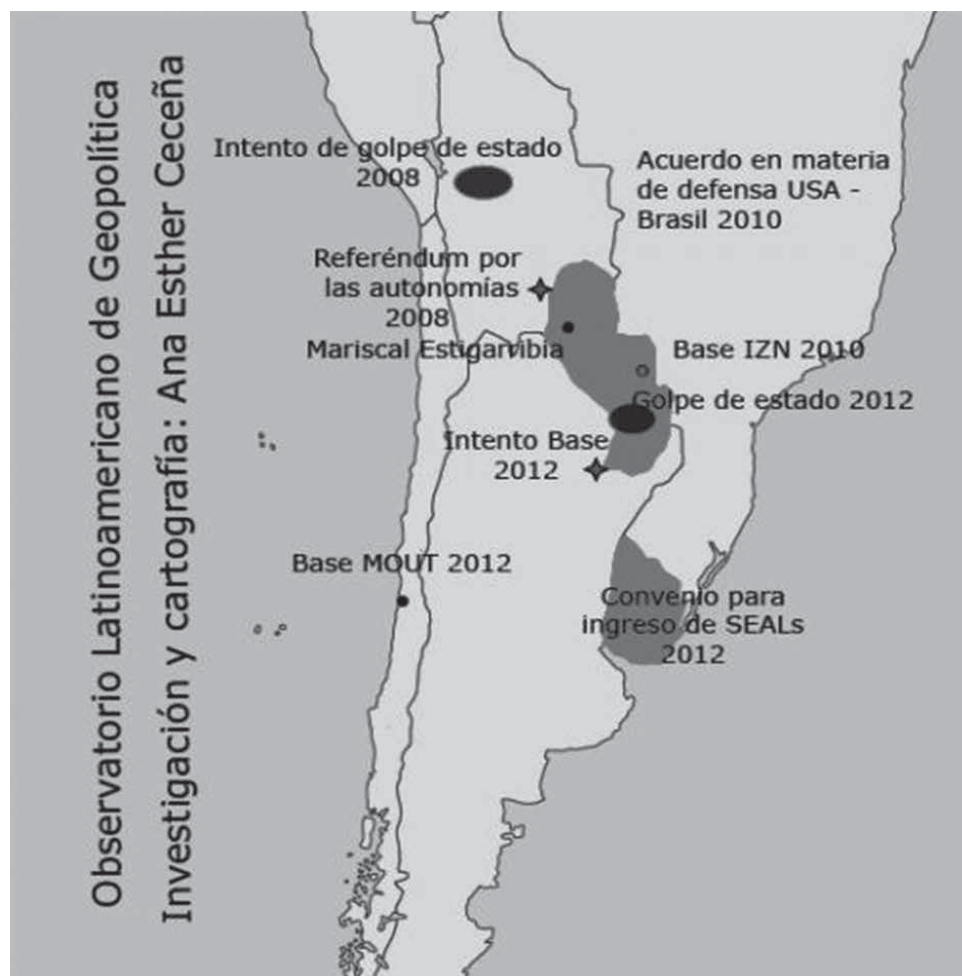 Observatorio Latinoamericano de Geopolítica
Investigación y cartografía: Ana Esther Ceceña
Intento de golpe de estado
2008
Acuerdo en materia
de defensa USA -
Brasil 2010
Referéndum por
las autonomías
2008
Mariscal Estigarribia
Base IZN 2010
Golpe de estado 2012
Intento Base
2012
Base MOUT 2012
Convenio para
ingreso de SEALs
2012